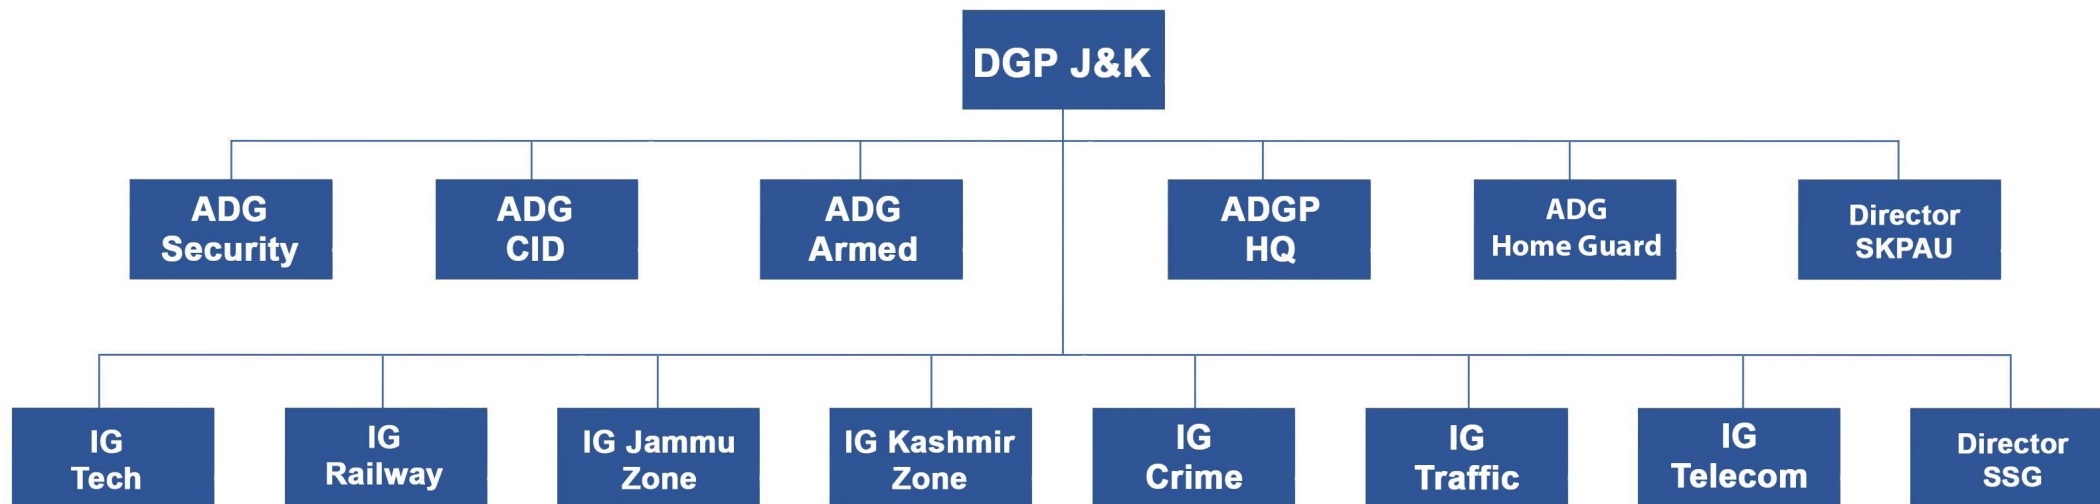 DGP J&K
ADG
Security
ADG
CID
ADG
Armed
ADGP
HQ
ADG
Home Guard
Director
SKPAU
IG
Tech
IG
Railway
IG Jammu
Zone
IG Kashmir
Zone
IG
Crime
IG
Traffic
IG
Telecom
Director
SSG